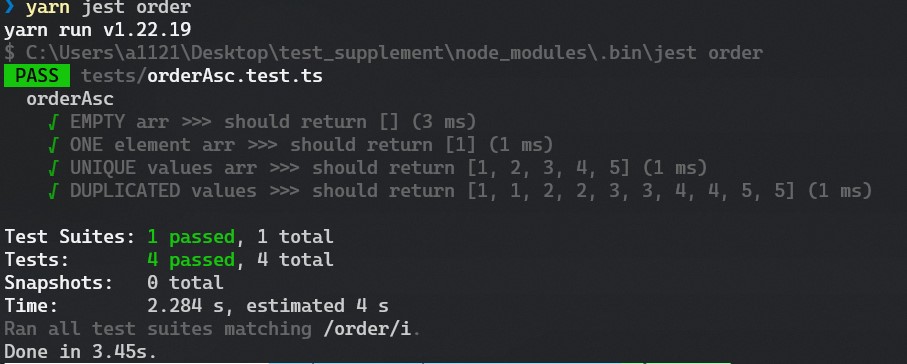 ❯ yarn jest order
yarn run v1.22.19
$ C:\Users\a1121\Desktop\test_supplement\node_modules\.bin\jest order
PASS tests/orderAsc.test.ts
orderAsc
√ EMPTY arr >>> should return [] (3 ms)
√ ONE element arr >>> should return [1] (1 ms)
√ UNIQUE values arr >>> should return [1, 2, 3, 4, 5] (1 ms)
√ DUPLICATED values >>> should return [1, 1, 2, 2, 3, 3, 4, 4, 5, 5] (1 ms)
Test Suites: 1 passed, 1 total
Tests: 4 passed, 4 total
Snapshots: 0 total
Time: 2.284 s, estimated 4 s
Ran all test suites matching /order/i.
Done in 3.45s.